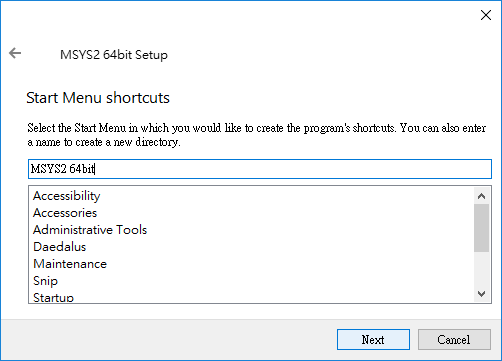 MSYS2 64bit Setup
Start Menu shortcuts
Select the Start Menu in which you would like to create the program's shortcuts. You can also enter
a name to create a new directory.
MSYS2 64bit
Accessibility
Accessories
Administrative Tools
Daedalus
Maintenance
Snip
Startup
Next
Cancel